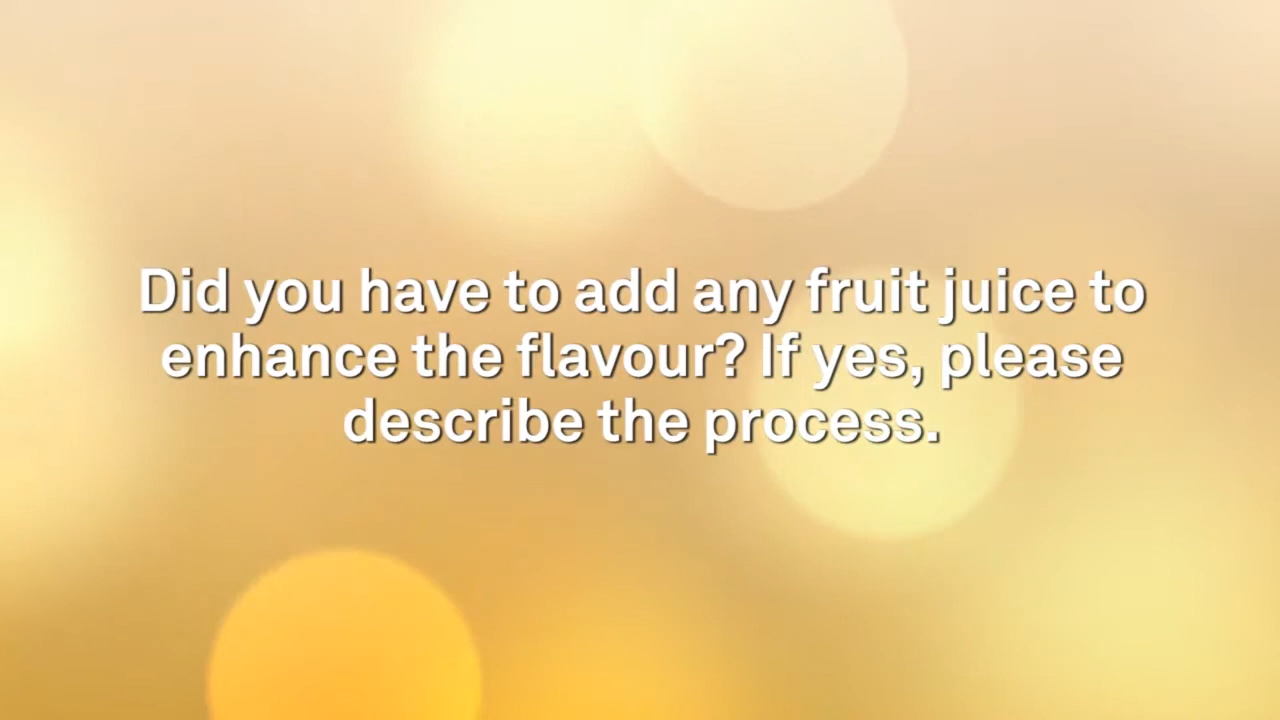 Did you have to add any fruit juice to
enhance the flavour? If yes, please
describe the process.